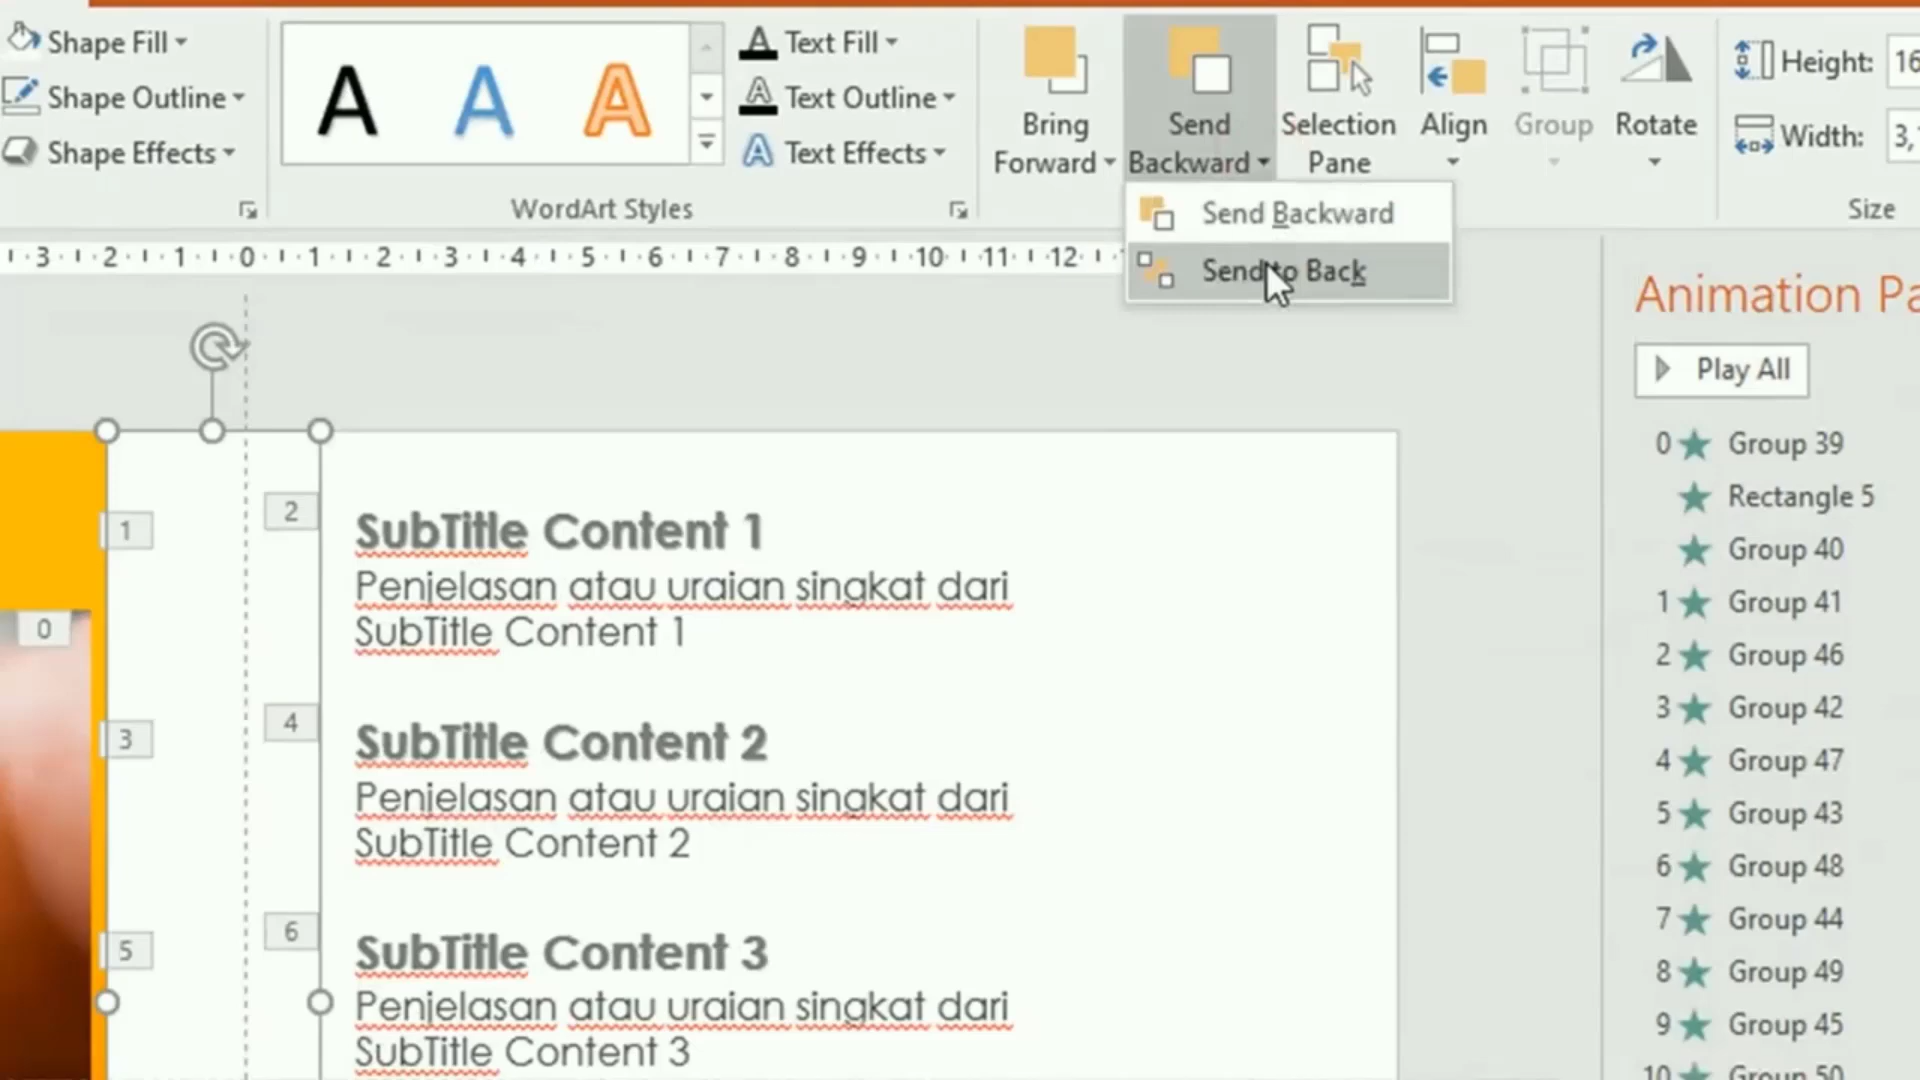 Shape Fill
Shape Outline
Shape Effects
A A A
Text Fill
Text Outline
Text Effects
WordArt Styles
Bring
Forward
Send
Backward
Selection
Pane
Align
Group
Rotate
Height: 16
Width: 3,
Size
Send Backward
Send to Back
3 2 1 0 1 2 3 4 5 6 7 8 9 10 11 12
Animation Pa
Play All
0 Group 39
Rectangle 5
Group 40
1 Group 41
2 Group 46
3 Group 42
4 Group 47
5 Group 43
6 Group 48
7 Group 44
8 Group 49
9 Group 45
10 Group 50
0
1
2
SubTitle Content 1
Penjelasan atau uraian singkat dari
SubTitle Content 1
3
4
SubTitle Content 2
Penjelasan atau uraian singkat dari
SubTitle Content 2
5
6
SubTitle Content 3
Penjelasan atau uraian singkat dari
SubTitle Content 3